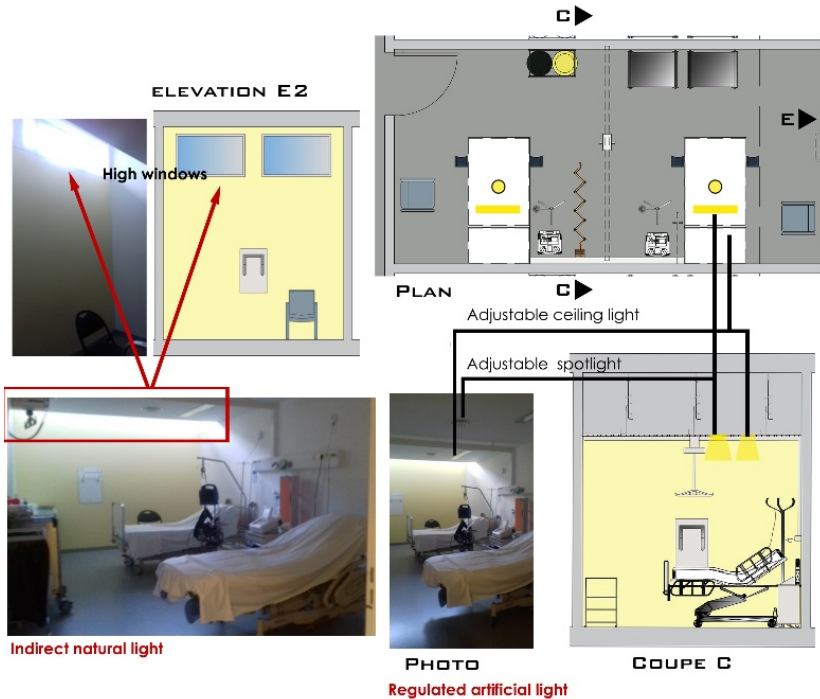 C
ELEVATION E2
E
High windows
PLAN
C
Adjustable ceiling light
Adjustable spotlight
Indirect natural light
PHOTO
COUPE C
Regulated artificial light